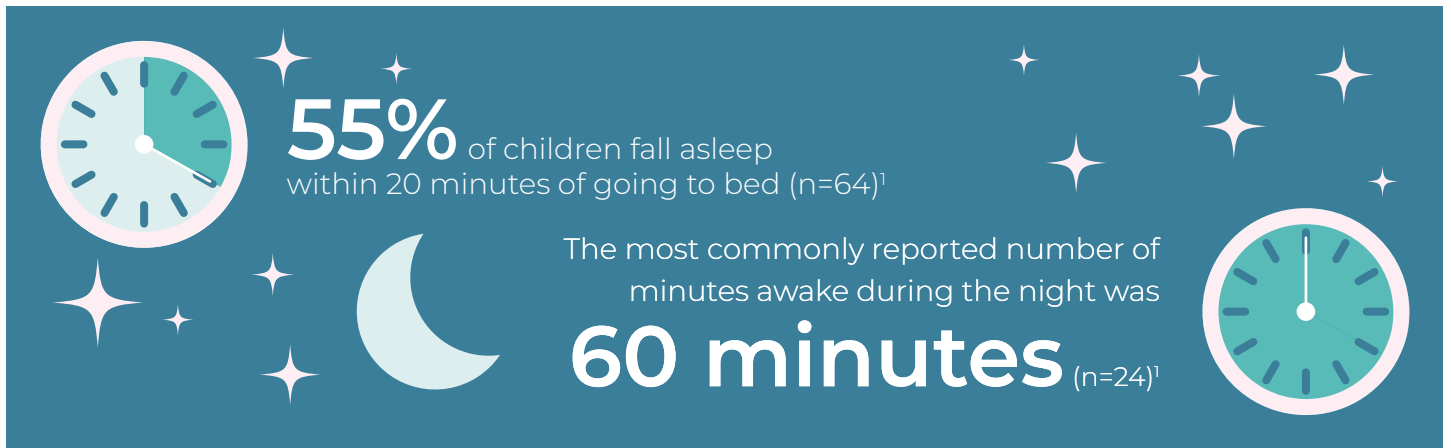 55% of children fall asleep
within 20 minutes of going to bed (n=64)¹
The most commonly reported number of
minutes awake during the night was
60 minutes (n=24)¹